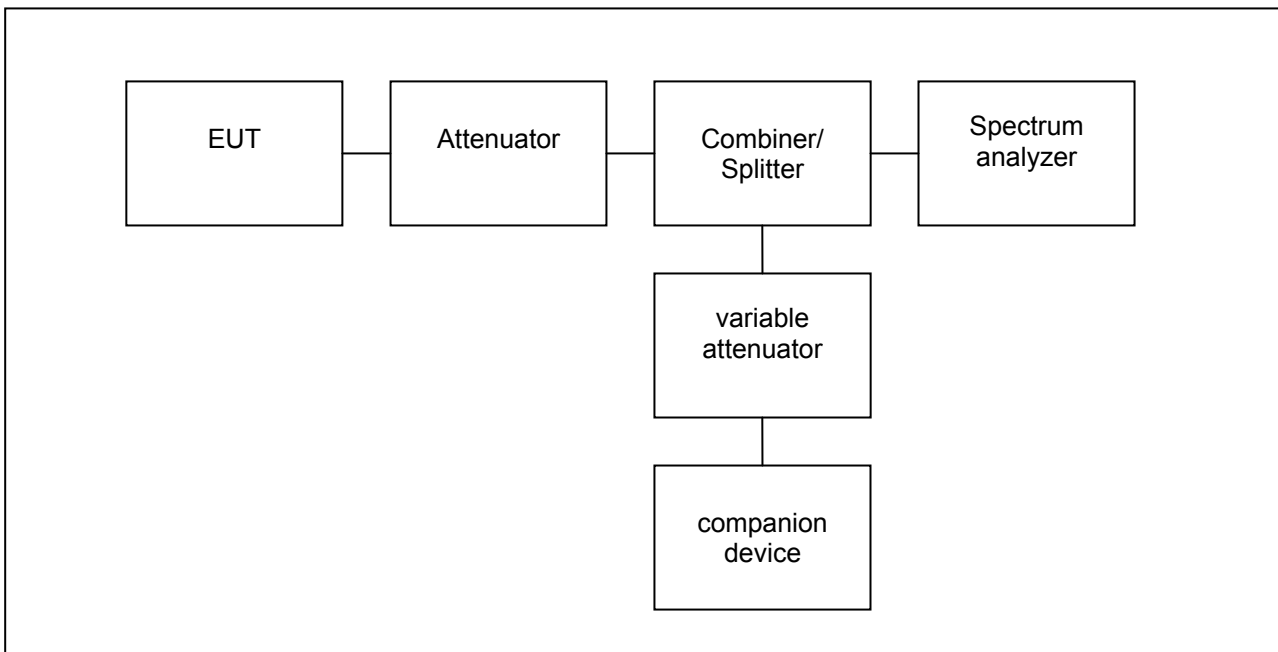 EUT
Attenuator
Combiner/
Splitter
Spectrum
analyzer
variable
attenuator
companion
device